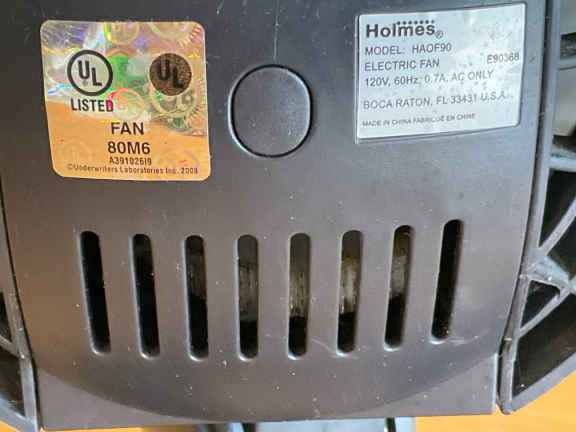 UL
UL
LISTED
FAN
80M6
A39102619
©Underwriters Laboratories Inc. 2008
Holmes®
MODEL: HAOF90
ELECTRIC FAN E90368
120V, 60Hz, 0.7A, AC ONLY
BOCA RATON, FL 33431 U.S.A.
MADE IN CHINA FABRIQUÉ EN CHINE